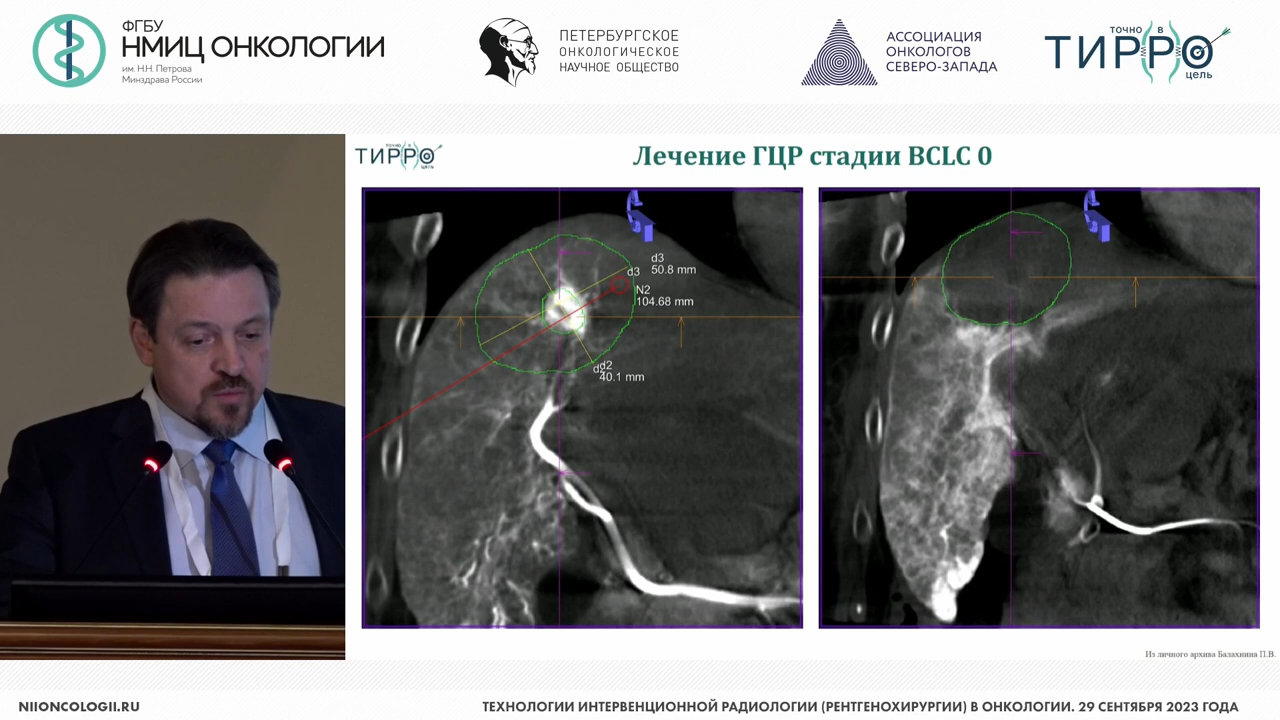 ФГБУ
НМИЦ ОНКОЛОГИИ
им. Н.Н. Петрова
Минздрава России
ПЕТЕРБУРГСКОЕ
ОНКОЛОГИЧЕСКОЕ
НАУЧНОЕ ОБЩЕСТВО
АССОЦИАЦИЯ
ОНКОЛОГОВ
СЕВЕРО-ЗАПАДА
ТОЧНО В
ТИРРО
цель
ТОЧНО В
ТИРРО
цель
Лечение ГЦР стадии BCLC 0
d3
50.8 mm
d3
N2
104.68 mm
d2
40.1 mm
Из личного архива Балахнина П.В.
NIIONCOLOGII.RU
ТЕХНОЛОГИИ ИНТЕРВЕНЦИОННОЙ РАДИОЛОГИИ (РЕНТГЕНОХИРУРГИИ) В ОНКОЛОГИИ. 29 СЕНТЯБРЯ 2023 ГОДА